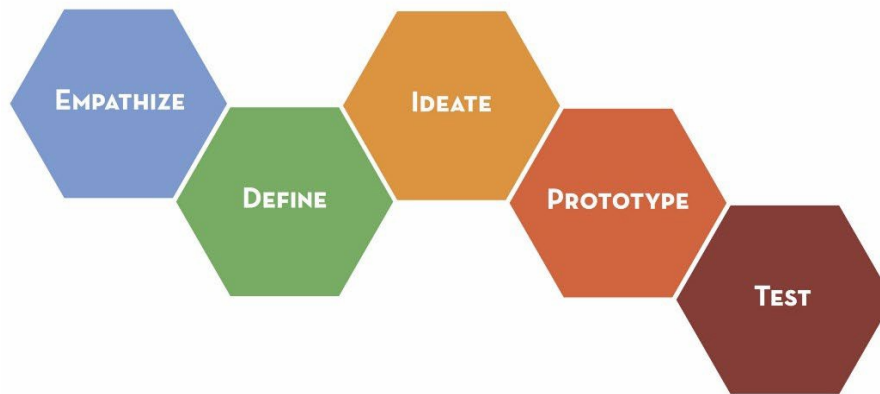 EMPATHIZE
DEFINE
IDEATE
PROTOTYPE
TEST